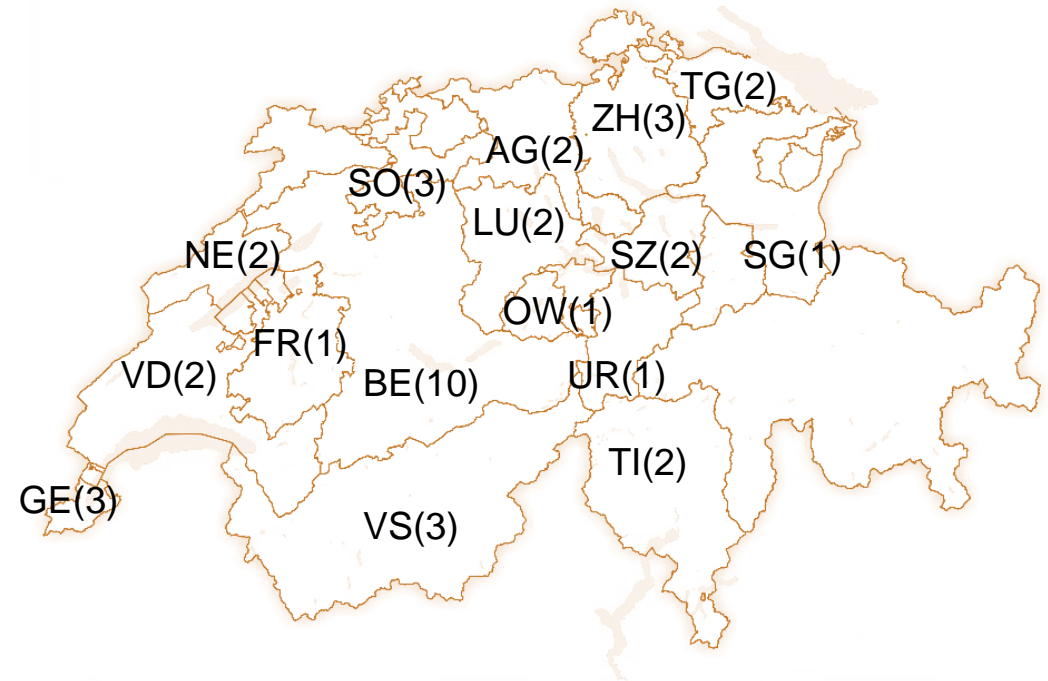 TG(2)
ZH(3)
AG(2)
SO(3)
LU(2)
NE(2)
SZ(2)
SG(1)
OW(1)
FR(1)
VD(2)
BE(10)
UR(1)
TI(2)
GE(3)
VS(3)